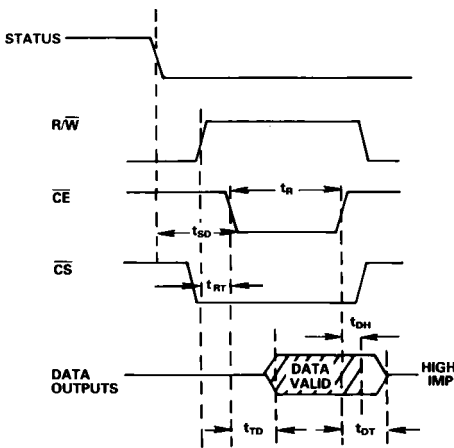 STATUS
R/W̅
C̅E̅
tR
tSD
C̅S̅
tRT
tDH
DATA OUTPUTS
DATA VALID
HIGH IMP
tTD
tDT